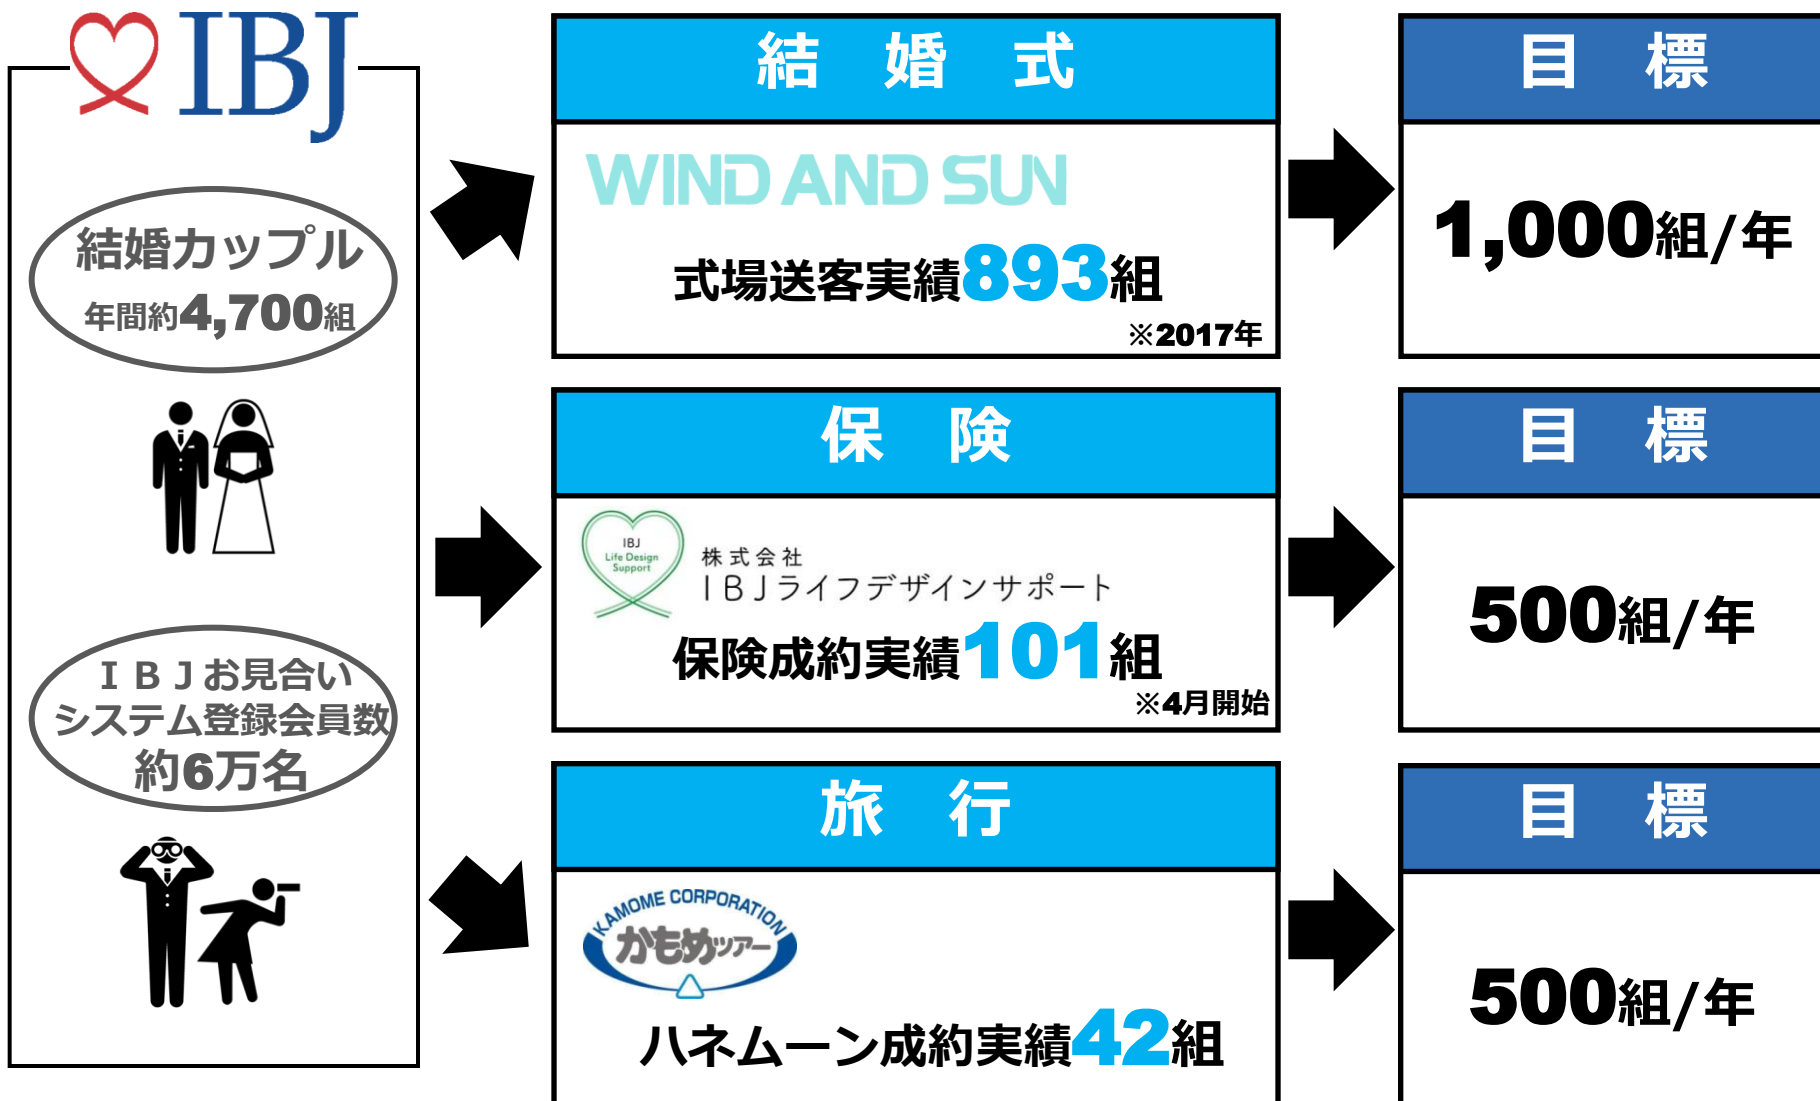 IBJ
結婚カップル
年間約4,700組
ＩＢＪお見合い
システム登録会員数
約6万名
結 婚 式
WIND AND SUN
式場送客実績893組
※2017年
目 標
1,000組/年
保 険
IBJ
Life Design
Support
株式会社
ＩＢＪライフデザインサポート
保険成約実績101組
※4月開始
目 標
500組/年
旅 行
KAMOME CORPORATION
かもめツアー
ハネムーン成約実績42組
目 標
500組/年